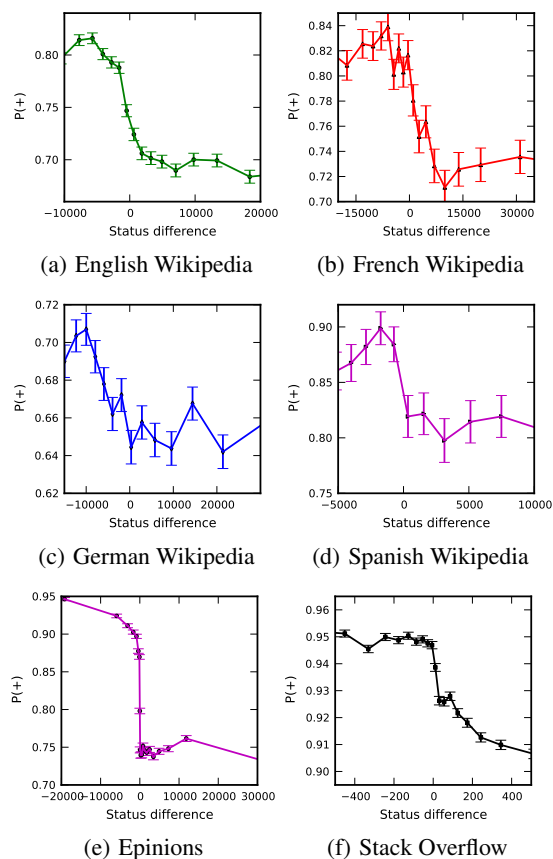 0.80
0.75
0.70
P(+)
−10000 0 10000 20000
Status difference
(a) English Wikipedia
0.84
0.82
0.80
0.78
0.76
0.74
0.72
0.70
P(+)
−15000 0 15000 30000
Status difference
(b) French Wikipedia
0.72
0.70
0.68
0.66
0.64
0.62
P(+)
−10000 0 10000 20000 30000
Status difference
(c) German Wikipedia
0.90
0.85
0.80
0.75
P(+)
−5000 0 5000 10000
Status difference
(d) Spanish Wikipedia
0.95
0.90
0.85
0.80
0.75
0.70
P(+)
−20000 −10000 0 10000 20000 30000
Status difference
(e) Epinions
0.96
0.95
0.94
0.93
0.92
0.91
0.90
P(+)
−400 −200 0 200 400
Status difference
(f) Stack Overflow